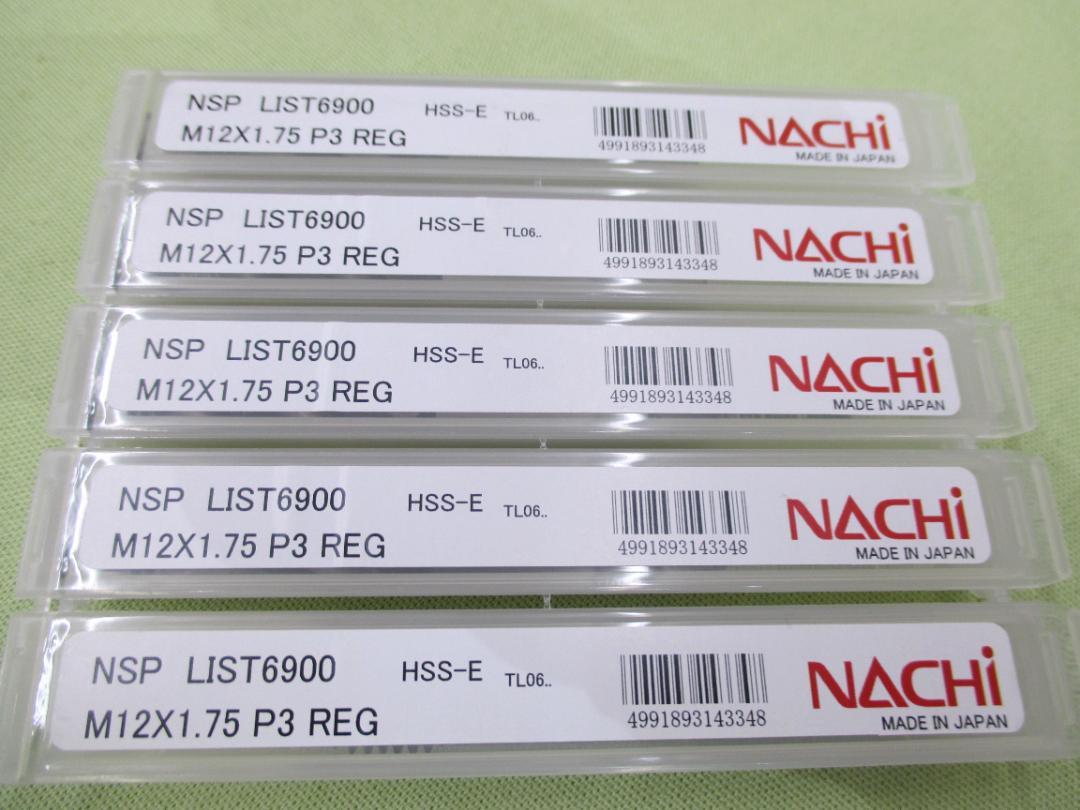 NSP LIST6900 HSS-E TL06..
M12X1.75 P3 REG
4991893143348
NACHi
MADE IN JAPAN
NSP LIST6900 HSS-E TL06..
M12X1.75 P3 REG
4991893143348
NACHi
MADE IN JAPAN
NSP LIST6900 HSS-E TL06..
M12X1.75 P3 REG
4991893143348
NACHi
MADE IN JAPAN
NSP LIST6900 HSS-E TL06..
M12X1.75 P3 REG
4991893143348
NACHi
MADE IN JAPAN
NSP LIST6900 HSS-E TL06..
M12X1.75 P3 REG
4991893143348
NACHi
MADE IN JAPAN